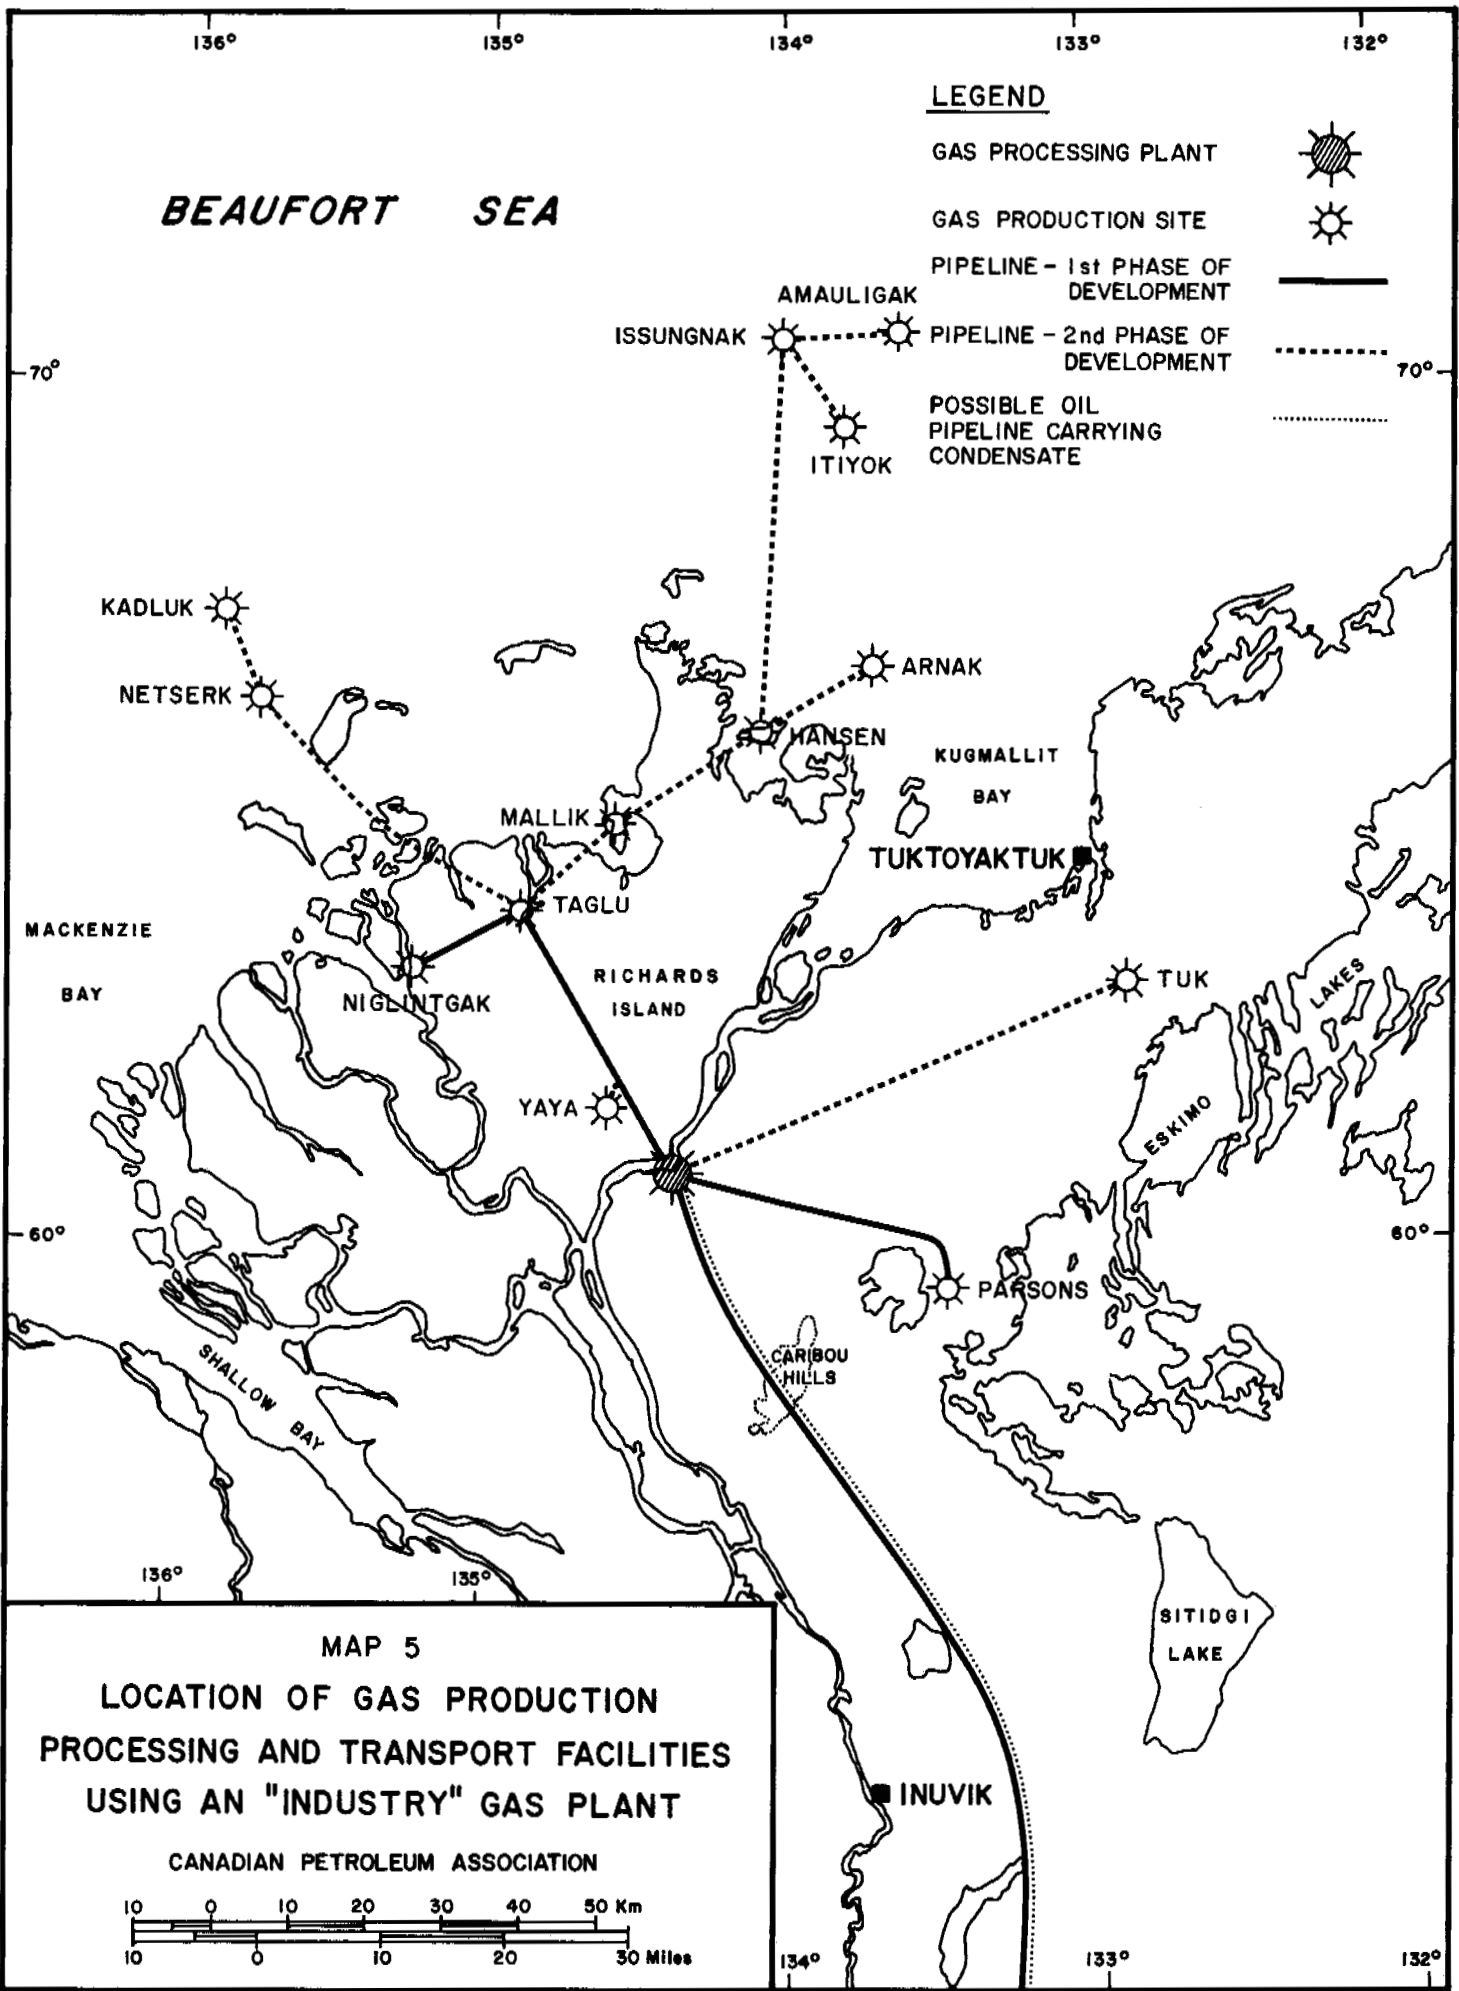 136° 135° 134° 133° 132°
LEGEND
GAS PROCESSING PLANT
BEAUFORT SEA
GAS PRODUCTION SITE
PIPELINE - 1st PHASE OF
DEVELOPMENT
AMAULIGAK
ISSUNGNAK
PIPELINE - 2nd PHASE OF
DEVELOPMENT
70° 70°
POSSIBLE OIL
PIPELINE CARRYING
CONDENSATE
ITIYOK
KADLUK
ARNAK
NETSERK
HANSEN
KUGMALLIT
BAY
MALLIK
TUKTOYAKTUK
TAGLU
MACKENZIE
BAY
RICHARDS
ISLAND
TUK
LAKES
NIGLINTGAK
YAYA
ESKIMO
60° 60°
PARSONS
SHALLOW
BAY
CARIBOU
HILLS
136° 135°
SITIDGI
LAKE
MAP 5
LOCATION OF GAS PRODUCTION
PROCESSING AND TRANSPORT FACILITIES
USING AN "INDUSTRY" GAS PLANT
INUVIK
CANADIAN PETROLEUM ASSOCIATION
10 0 10 20 30 40 50 Km
10 0 10 20 30 Miles
134° 133° 132°